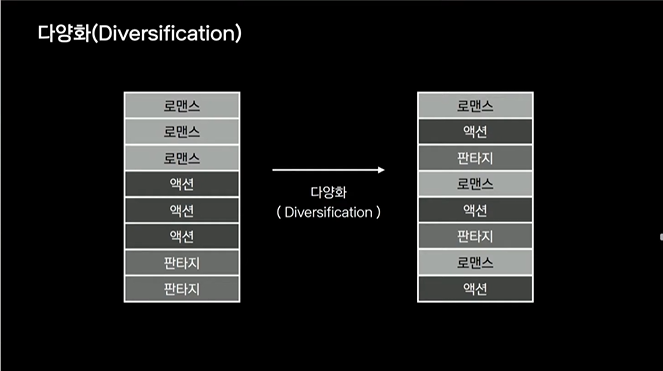 다양화(Diversification)
로맨스
로맨스
로맨스
액션
액션
액션
판타지
판타지
다양화
( Diversification )
로맨스
액션
판타지
로맨스
액션
판타지
로맨스
액션